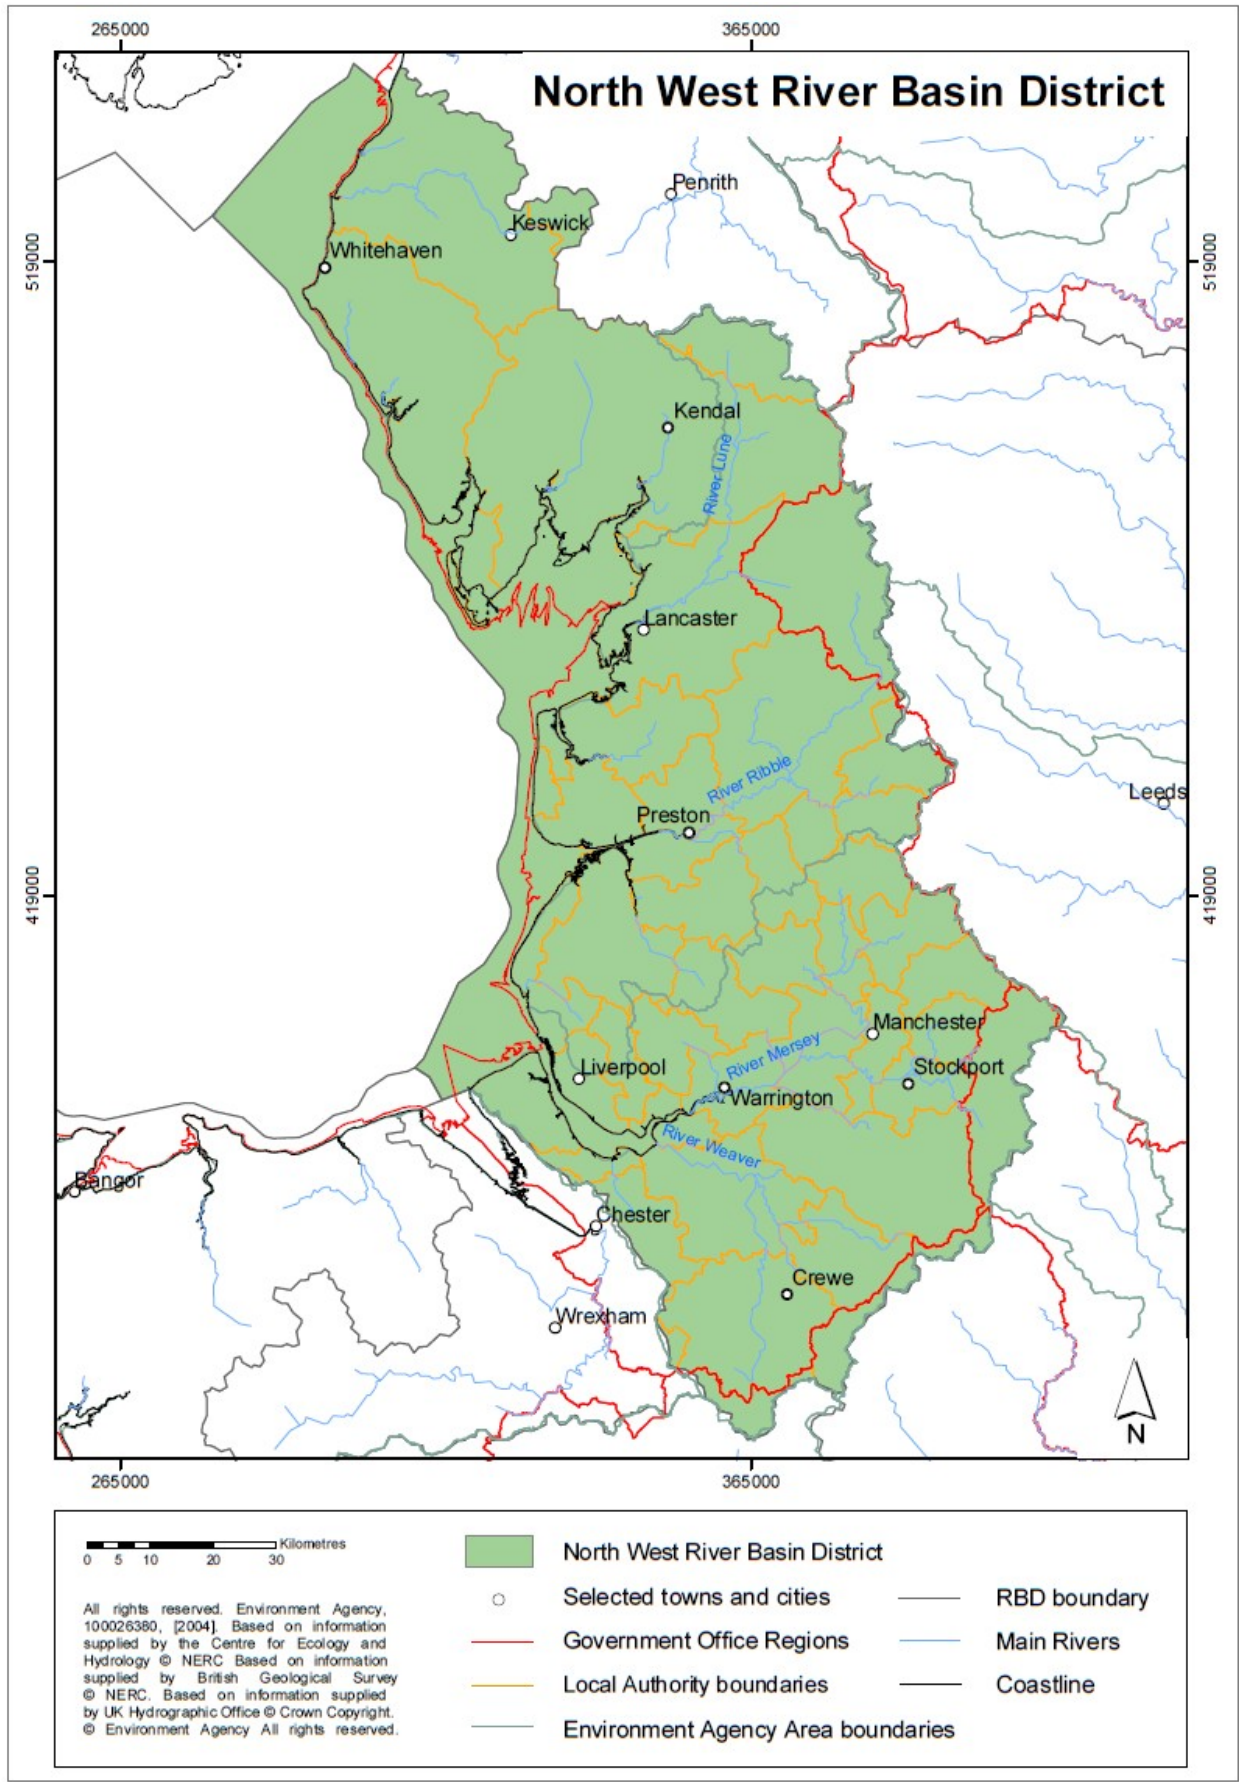 265000
365000
North West River Basin District
Penrith
Keswick
Whitehaven
519000
519000
Kendal
River Lune
Lancaster
River Ribble
Leeds
Preston
419000
419000
Manchester
River Mersey
Liverpool
Stockport
Warrington
River Weaver
Bangor
Chester
Crewe
Wrexham
N
265000
365000
Kilometres
0 5 10 20 30
All rights reserved. Environment Agency,
100026380, [2004]. Based on information
supplied by the Centre for Ecology and
Hydrology © NERC Based on information
supplied by British Geological Survey
© NERC. Based on information supplied
by UK Hydrographic Office © Crown Copyright.
© Environment Agency All rights reserved.
North West River Basin District
Selected towns and cities
Government Office Regions
Local Authority boundaries
Environment Agency Area boundaries
RBD boundary
Main Rivers
Coastline